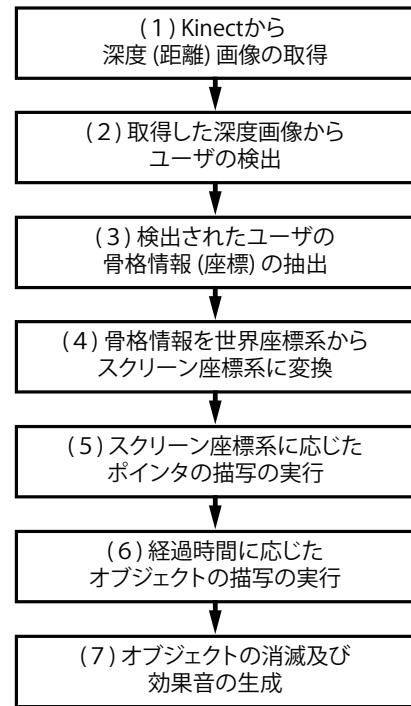 (1) Kinectから
深度 (距離) 画像の取得
(2) 取得した深度画像から
ユーザの検出
(3) 検出されたユーザの
骨格情報 (座標) の抽出
(4) 骨格情報を世界座標系から
スクリーン座標系に変換
(5) スクリーン座標系に応じた
ポインタの描写の実行
(6) 経過時間に応じた
オブジェクトの描写の実行
(7) オブジェクトの消滅及び
効果音の生成